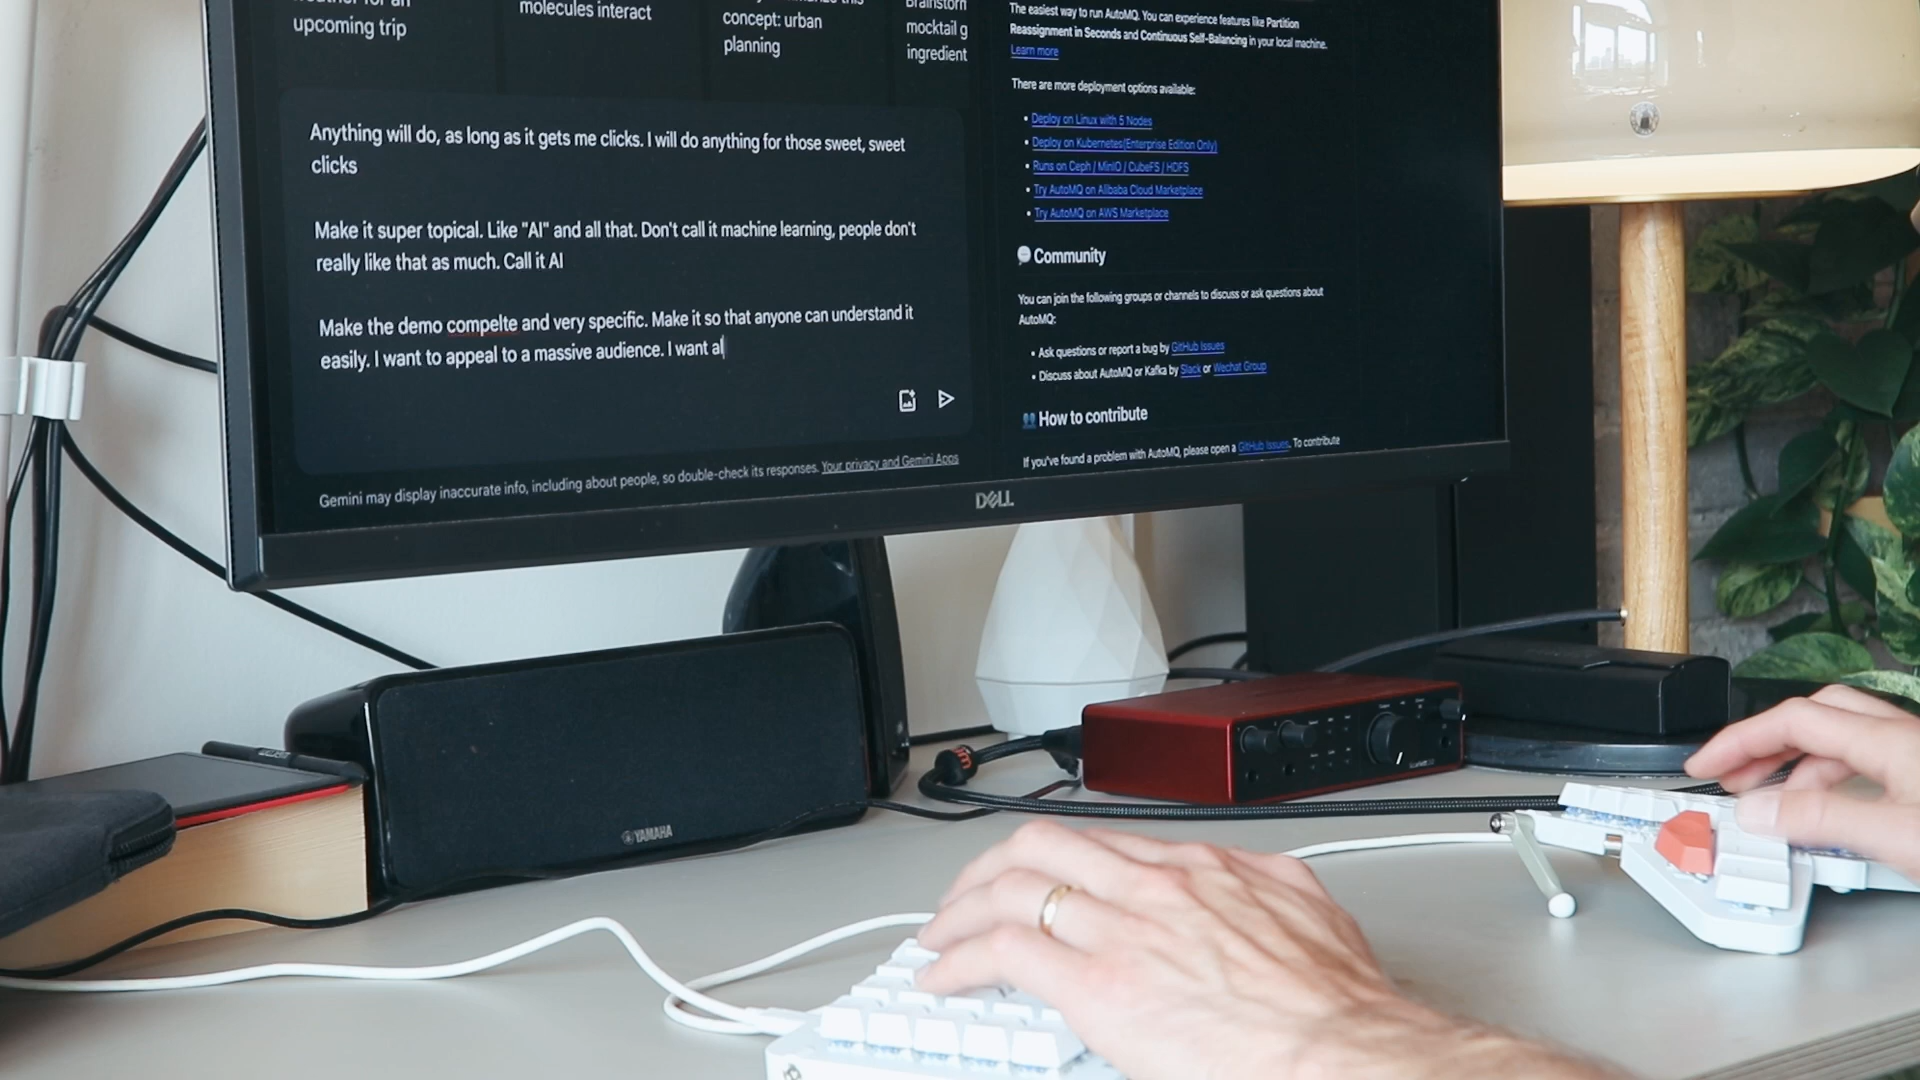 upcoming trip
molecules interact
concept: urban
planning
mocktail g
ingredient
Anything will do, as long as it gets me clicks. I will do anything for those sweet, sweet
clicks
Make it super topical. Like "AI" and all that. Don't call it machine learning, people don't
really like that as much. Call it AI
Make the demo compelte and very specific. Make it so that anyone can understand it
easily. I want to appeal to a massive audience. I want al
Gemini may display inaccurate info, including about people, so double-check its responses. Your privacy and Gemini Apps
The easiest way to run AutoMQ. You can experience features like Partition
Reassignment in Seconds and Continuous Self-Balancing in your local machine.
Learn more
There are more deployment options available:
• Deploy on Linux with 5 Nodes
• Deploy on Kubernetes(Enterprise Edition Only)
• Runs on Ceph / MinIO / CubeFS / HDFS
• Try AutoMQ on Alibaba Cloud Marketplace
• Try AutoMQ on AWS Marketplace
Community
You can join the following groups or channels to discuss or ask questions about
AutoMQ:
• Ask questions or report a bug by GitHub Issues
• Discuss about AutoMQ or Kafka by Slack or Wechat Group
How to contribute
If you've found a problem with AutoMQ, please open a GitHub Issues. To contribute
DELL
YAMAHA